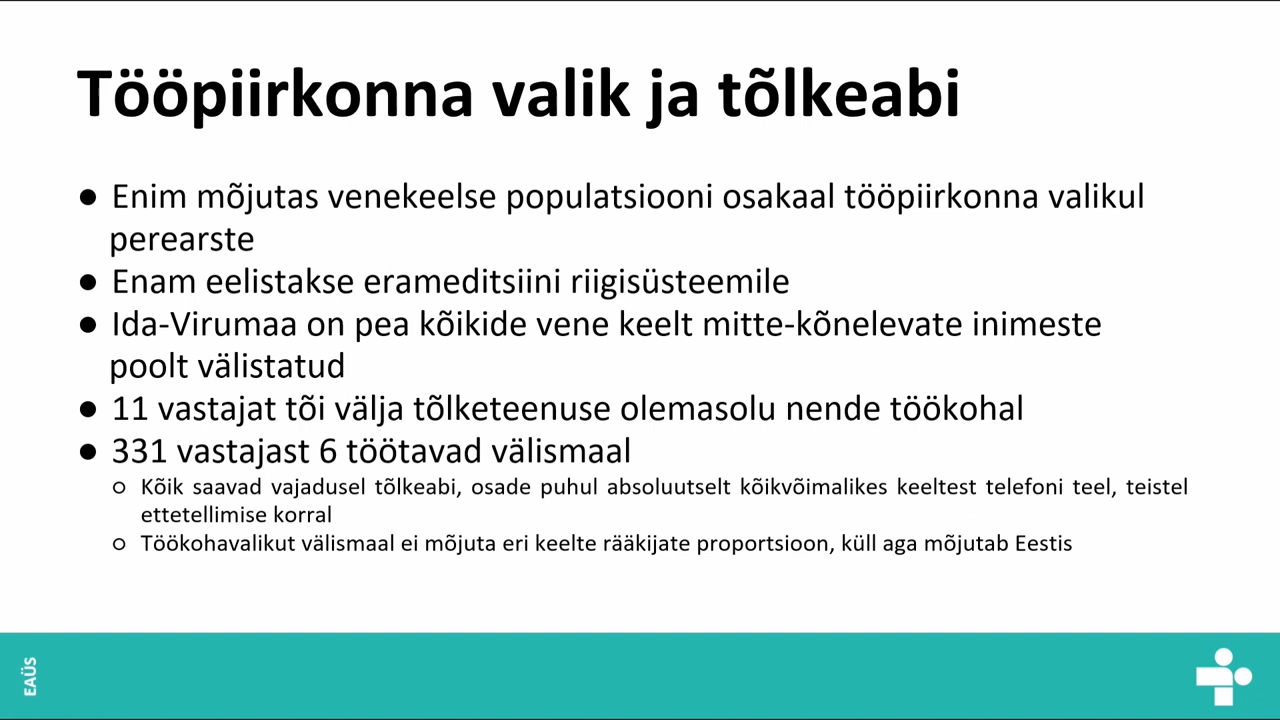 Tööpiirkonna valik ja tõlkeabi
● Enim mõjutas venekeelse populatsiooni osakaal tööpiirkonna valikul
perearste
● Enam eelistakse erameditsiini riigisüsteemile
● Ida-Virumaa on pea kõikide vene keelt mitte-kõnelevate inimeste
poolt välistatud
● 11 vastajat tõi välja tõlketeenuse olemasolu nende töökohal
● 331 vastajast 6 töötavad välismaal
○ Kõik saavad vajadusel tõlkeabi, osade puhul absoluutselt kõikvõimalikes keeltest telefoni teel, teistel
ettetellimise korral
○ Töökohavalikut välismaal ei mõjuta eri keelte rääkijate proportsioon, küll aga mõjutab Eestis
EAÜS